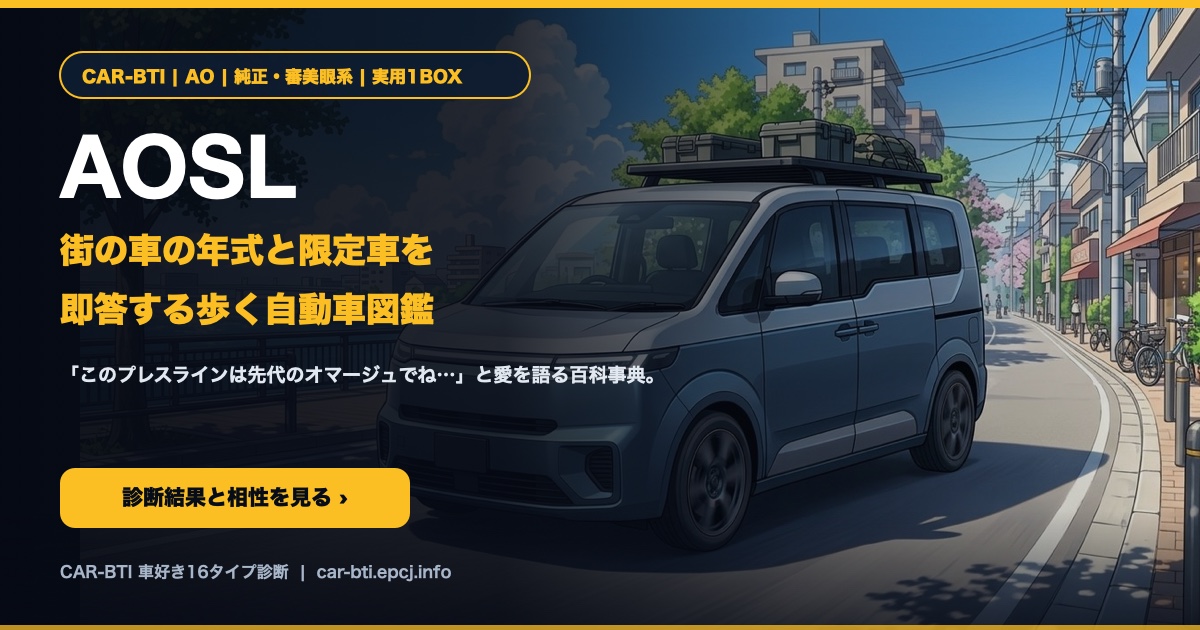 CAR-BTI | AO | 純正・審美眼系 | 実用1BOX
AOSL
街の車の年式と限定車を
即答する歩く自動車図鑑
「このプレスラインは先代のオマージュでね…」と愛を語る百科事典。
診断結果と相性を見る ›
CAR-BTI 車好き16タイプ診断 | car-bti.epcj.info